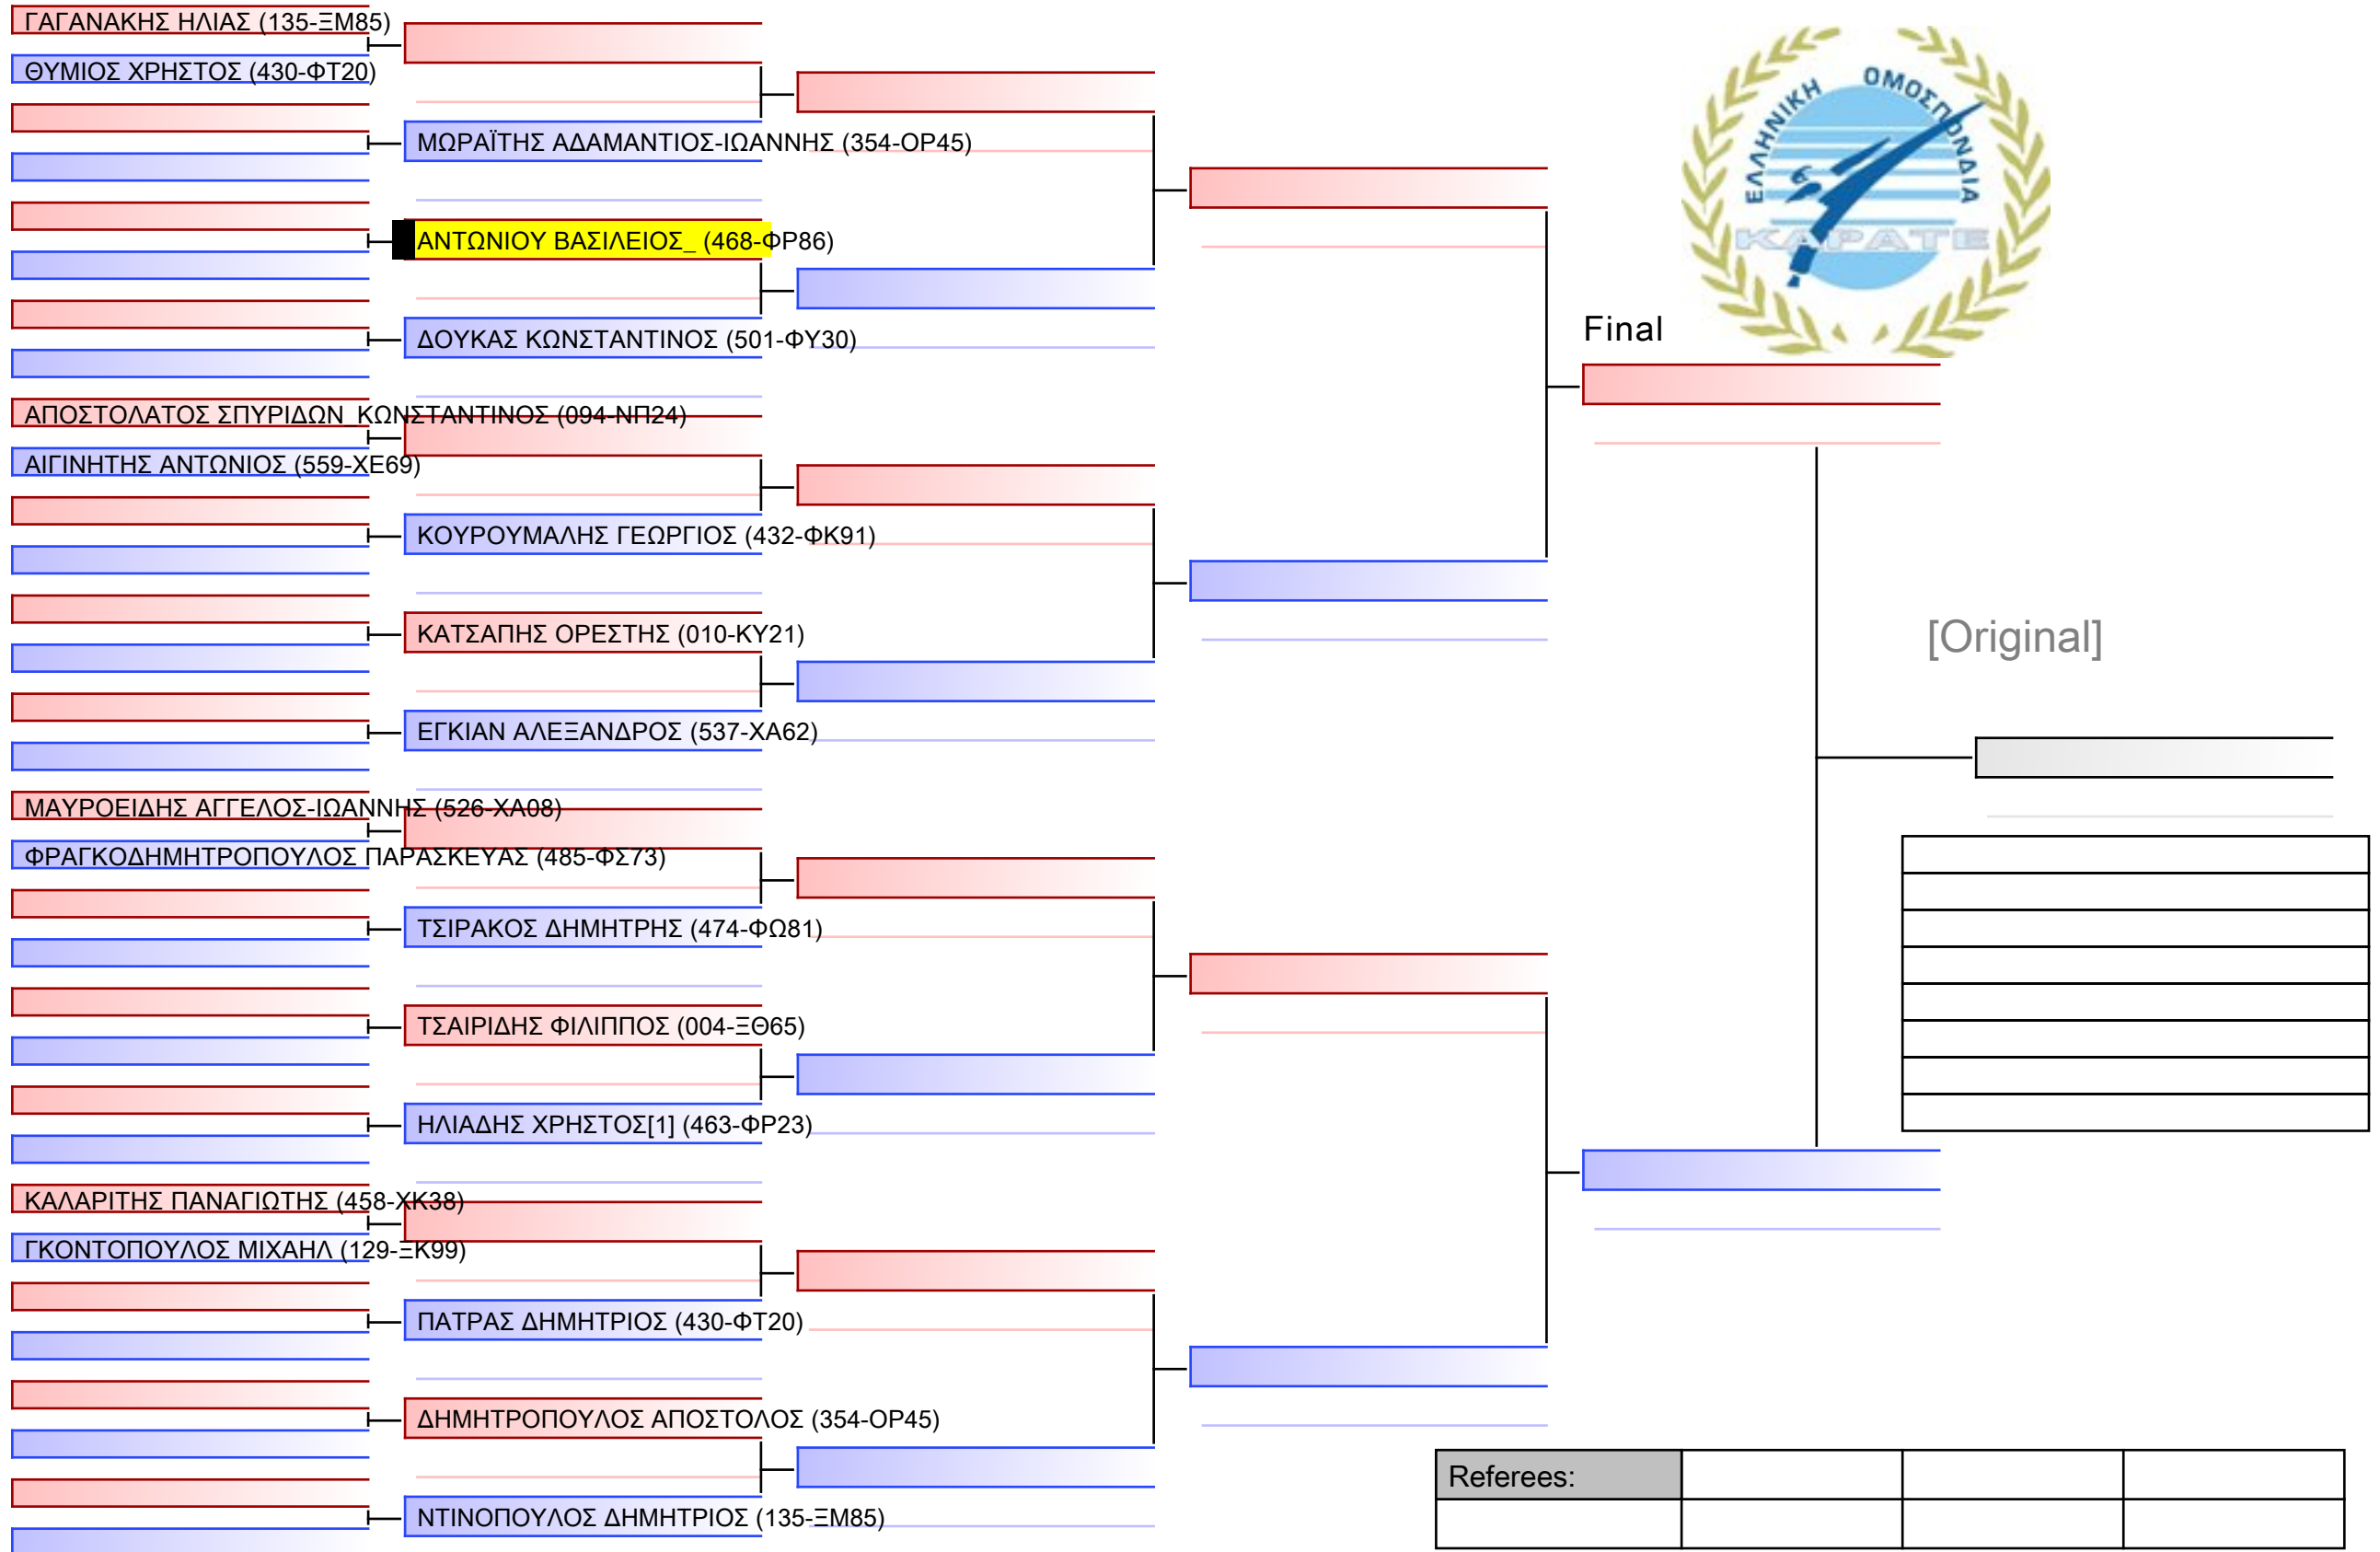 ΓΑΓΑΝΑΚΗΣ ΗΛΙΑΣ (135-ΞΜ85)
ΘΥΜΙΟΣ ΧΡΗΣΤΟΣ (430-ΦΤ20)
ΜΩΡΑΪΤΗΣ ΑΔΑΜΑΝΤΙΟΣ-ΙΩΑΝΝΗΣ (354-ΟΡ45)
ΑΝΤΩΝΙΟΥ ΒΑΣΙΛΕΙΟΣ_ (468-ΦΡ86)
ΔΟΥΚΑΣ ΚΩΝΣΤΑΝΤΙΝΟΣ (501-ΦΥ30)
ΑΠΟΣΤΟΛΑΤΟΣ ΣΠΥΡΙΔΩΝ_ΚΩΝΣΤΑΝΤΙΝΟΣ (094-ΝΠ24)
ΑΙΓΙΝΗΤΗΣ ΑΝΤΩΝΙΟΣ (559-ΧΕ69)
ΚΟΥΡΟΥΜΑΛΗΣ ΓΕΩΡΓΙΟΣ (432-ΦΚ91)
ΚΑΤΣΑΠΗΣ ΟΡΕΣΤΗΣ (010-ΚΥ21)
ΕΓΚΙΑΝ ΑΛΕΞΑΝΔΡΟΣ (537-ΧΑ62)
ΜΑΥΡΟΕΙΔΗΣ ΑΓΓΕΛΟΣ-ΙΩΑΝΝΗΣ (526-ΧΑ08)
ΦΡΑΓΚΟΔΗΜΗΤΡΟΠΟΥΛΟΣ ΠΑΡΑΣΚΕΥΑΣ (485-ΦΣ73)
ΤΣΙΡΑΚΟΣ ΔΗΜΗΤΡΗΣ (474-ΦΩ81)
ΤΣΑΙΡΙΔΗΣ ΦΙΛΙΠΠΟΣ (004-ΞΘ65)
ΗΛΙΑΔΗΣ ΧΡΗΣΤΟΣ[1] (463-ΦΡ23)
ΚΑΛΑΡΙΤΗΣ ΠΑΝΑΓΙΩΤΗΣ (458-ΧΚ38)
ΓΚΟΝΤΟΠΟΥΛΟΣ ΜΙΧΑΗΛ (129-ΞΚ99)
ΠΑΤΡΑΣ ΔΗΜΗΤΡΙΟΣ (430-ΦΤ20)
ΔΗΜΗΤΡΟΠΟΥΛΟΣ ΑΠΟΣΤΟΛΟΣ (354-ΟΡ45)
ΝΤΙΝΟΠΟΥΛΟΣ ΔΗΜΗΤΡΙΟΣ (135-ΞΜ85)
ΕΛΛΗΝΙΚΗ ΟΜΟΣΠΟΝΔΙΑ
ΚΑΡΑΤΕ
Final
[Original]
Referees: